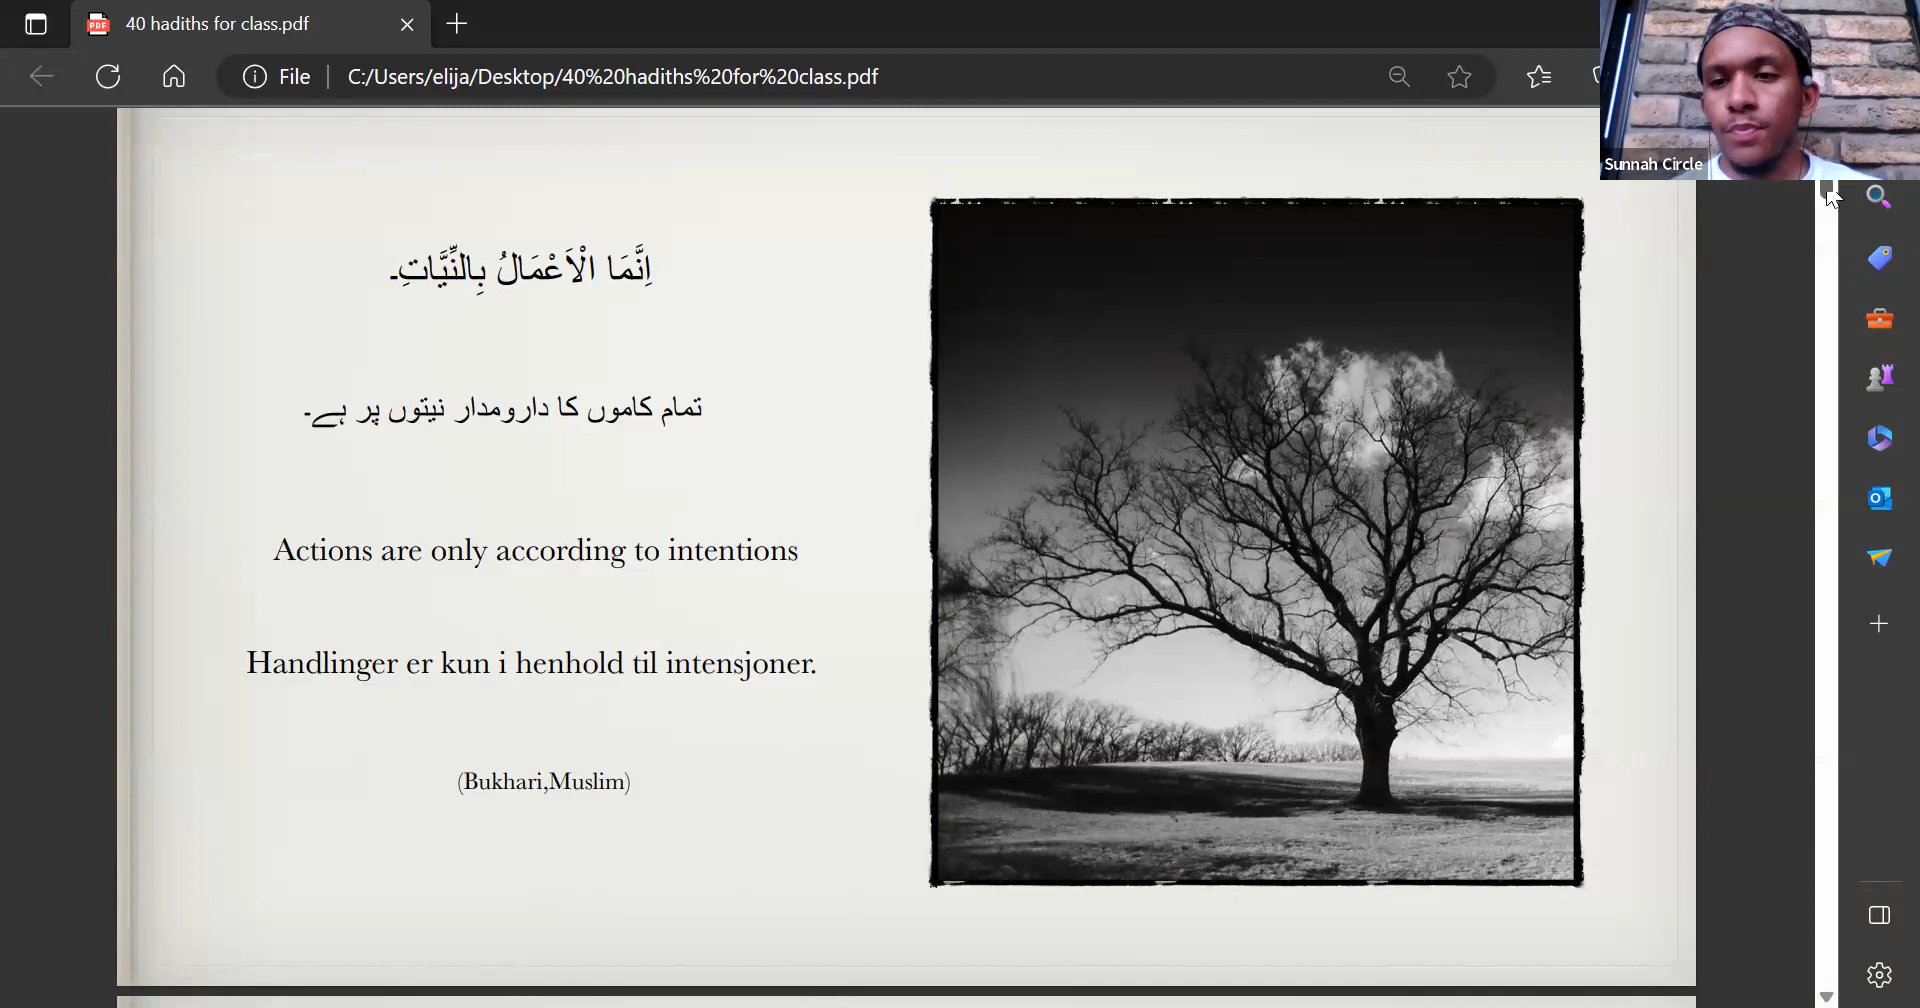 40 hadiths for class.pdf
File
C:/Users/elija/Desktop/40%20hadiths%20for%20class.pdf
Sunnah Circle
اِنَّمَا الْاَعْمَالُ بِالنِّيَّاتِ۔
تمام کاموں کا دارومدار نیتوں پر ہے۔
Actions are only according to intentions
Handlinger er kun i henhold til intensjoner.
(Bukhari,Muslim)